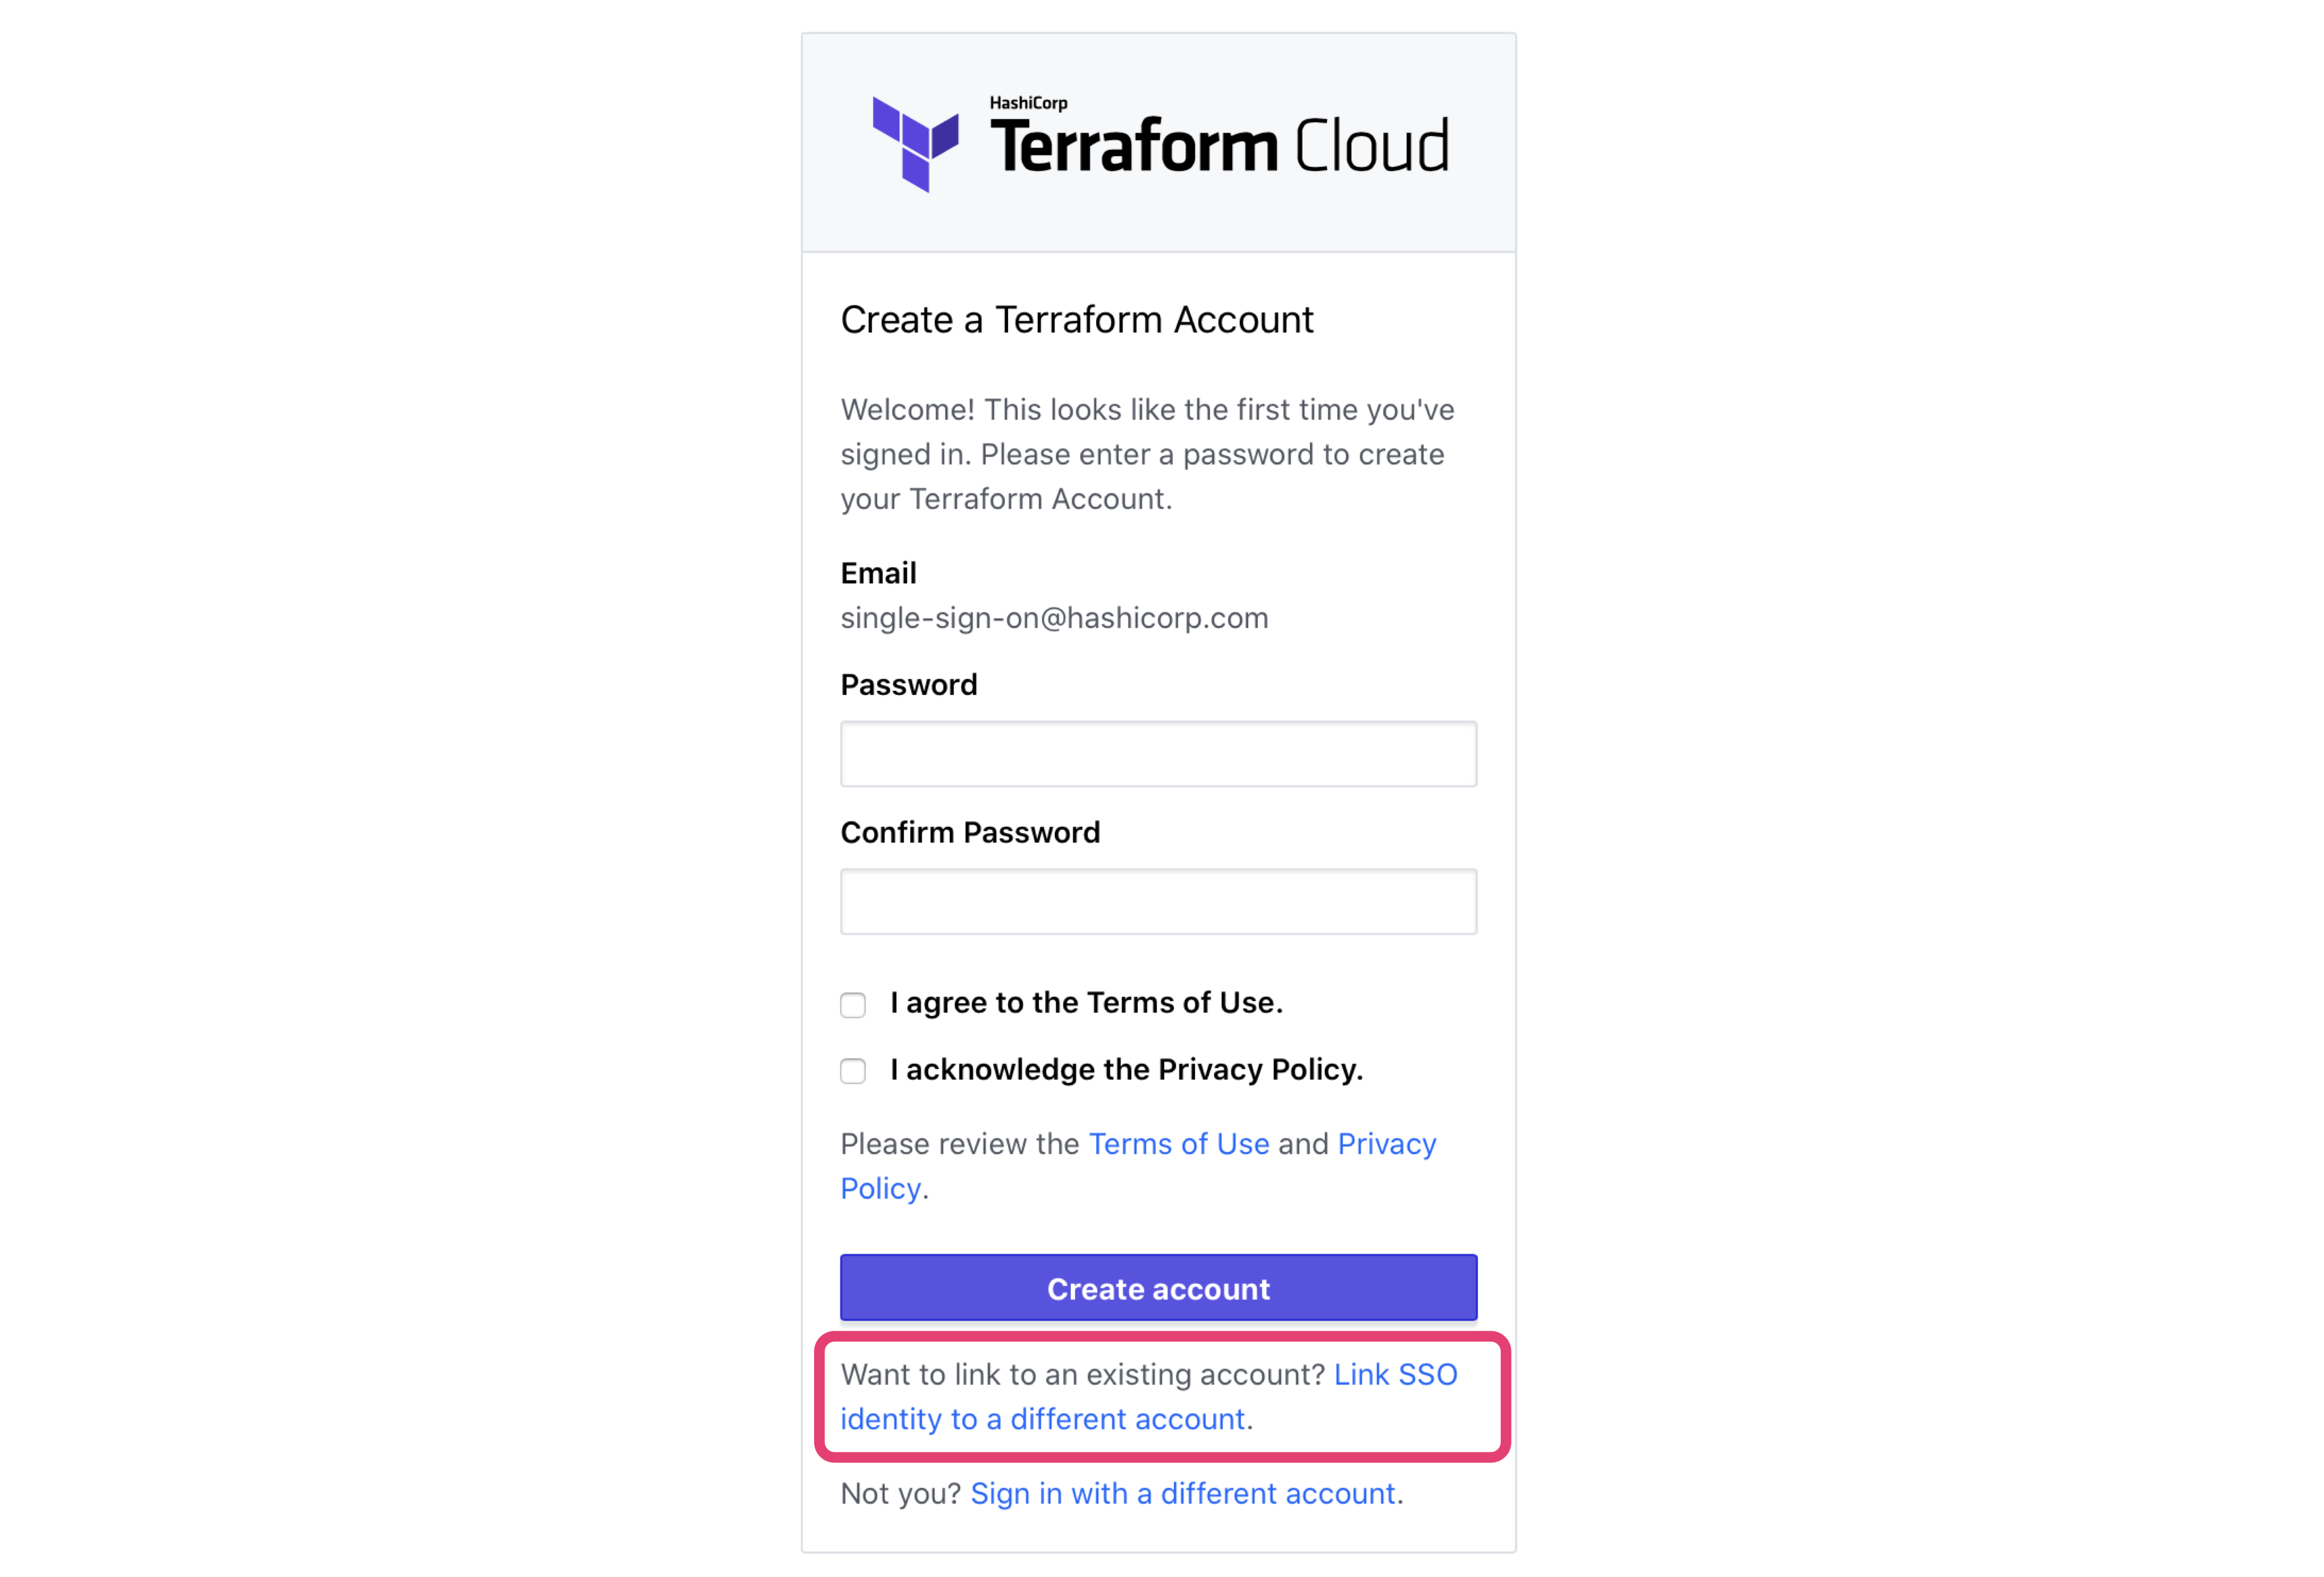 HashiCorp
Terraform Cloud
Create a Terraform Account
Welcome! This looks like the first time you've
signed in. Please enter a password to create
your Terraform Account.
Email
single-sign-on@hashicorp.com
Password
Confirm Password
I agree to the Terms of Use.
I acknowledge the Privacy Policy.
Please review the Terms of Use and Privacy
Policy.
Create account
Want to link to an existing account? Link SSO
identity to a different account.
Not you? Sign in with a different account.